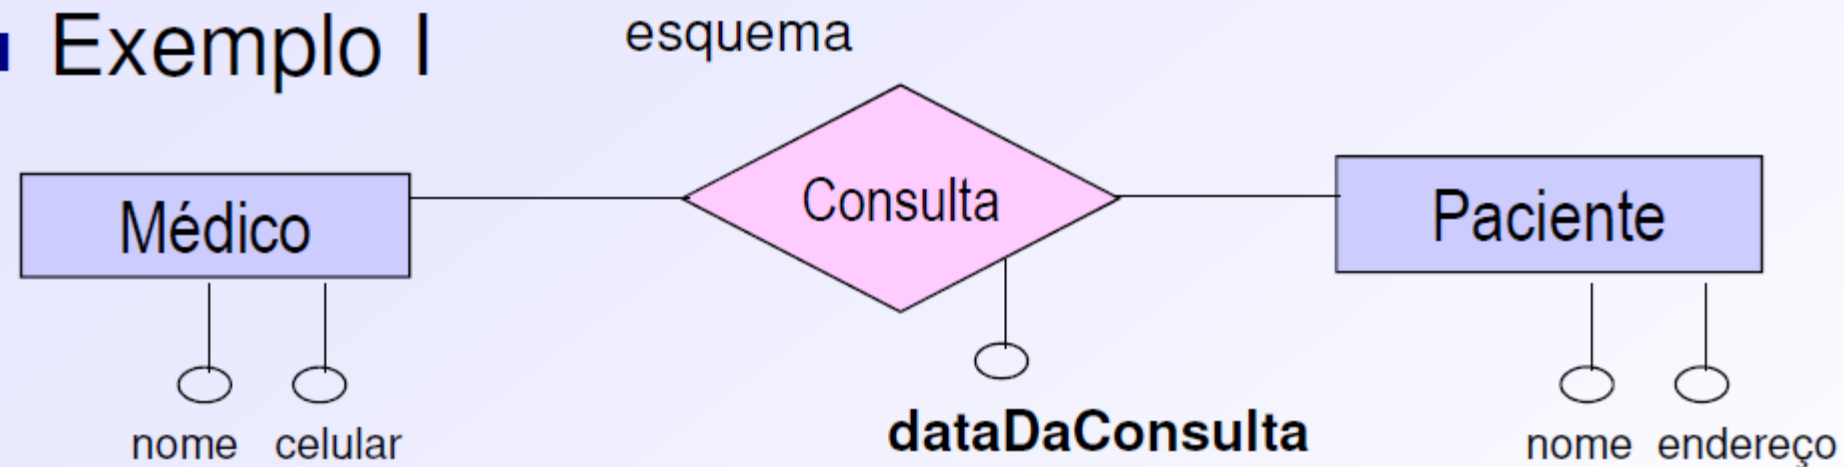 Exemplo I
esquema
Médico
Consulta
Paciente
nome
celular
dataDaConsulta
nome
endereço